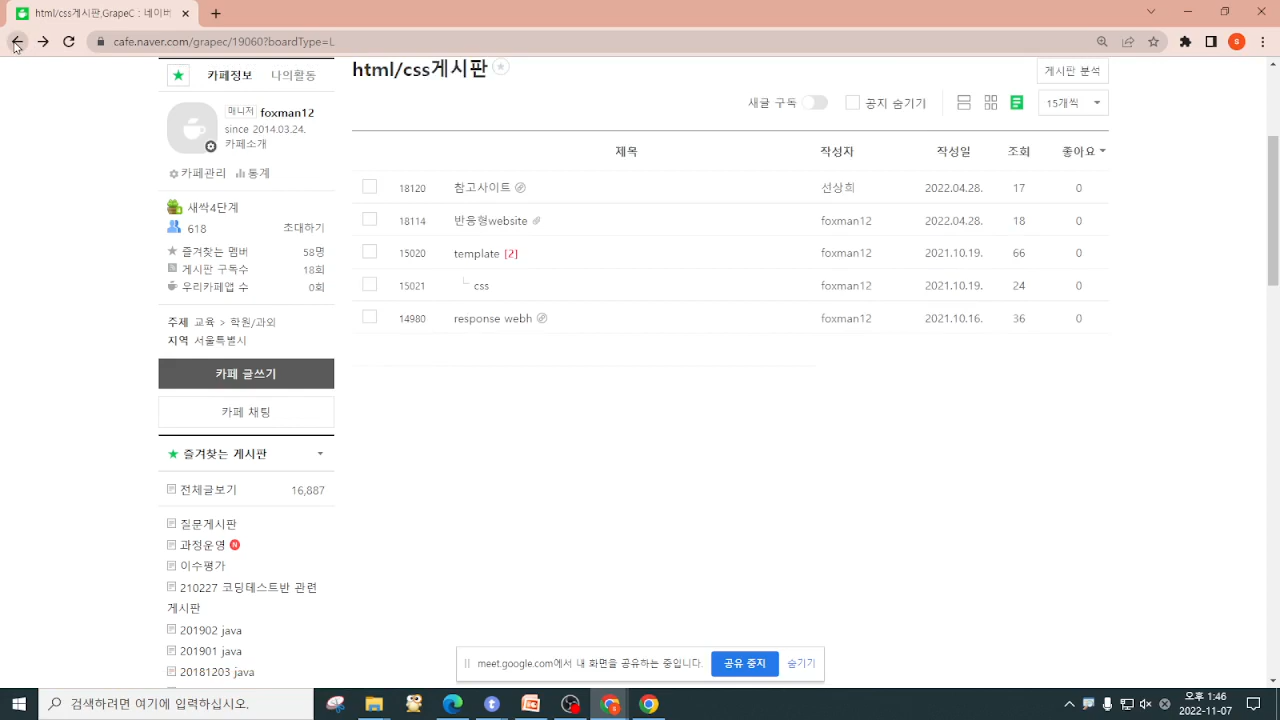 html/css게시판,GrapeC : 네이버
cafe.naver.com/grapec/19060?boardType=L
s
카페정보 나의활동
매니저 foxman12
since 2014.03.24.
카페소개
카페관리 통계
새싹4단계
618 초대하기
즐겨찾는 멤버 58명
게시판 구독수 18회
우리카페앱 수 0회
주제 교육 > 학원/과외
지역 서울특별시
카페 글쓰기
카페 채팅
즐겨찾는 게시판
전체글보기 16,887
질문게시판
과정운영 N
이수평가
210227 코딩테스트반 관련
게시판
201902 java
201901 java
20181203 java
html/css게시판
게시판 분석
새글 구독 공지 숨기기 15개씩
제목 작성자 작성일 조회 좋아요
18120 참고사이트 선상희 2022.04.28. 17 0
18114 반응형website foxman12 2022.04.28. 18 0
15020 template [2] foxman12 2021.10.19. 66 0
15021 css foxman12 2021.10.19. 24 0
14980 response webh foxman12 2021.10.16. 36 0
meet.google.com에서 내 화면을 공유하는 중입니다. 공유 중지 숨기기
검색하려면 여기에 입력하십시오.
오후 1:46
2022-11-07